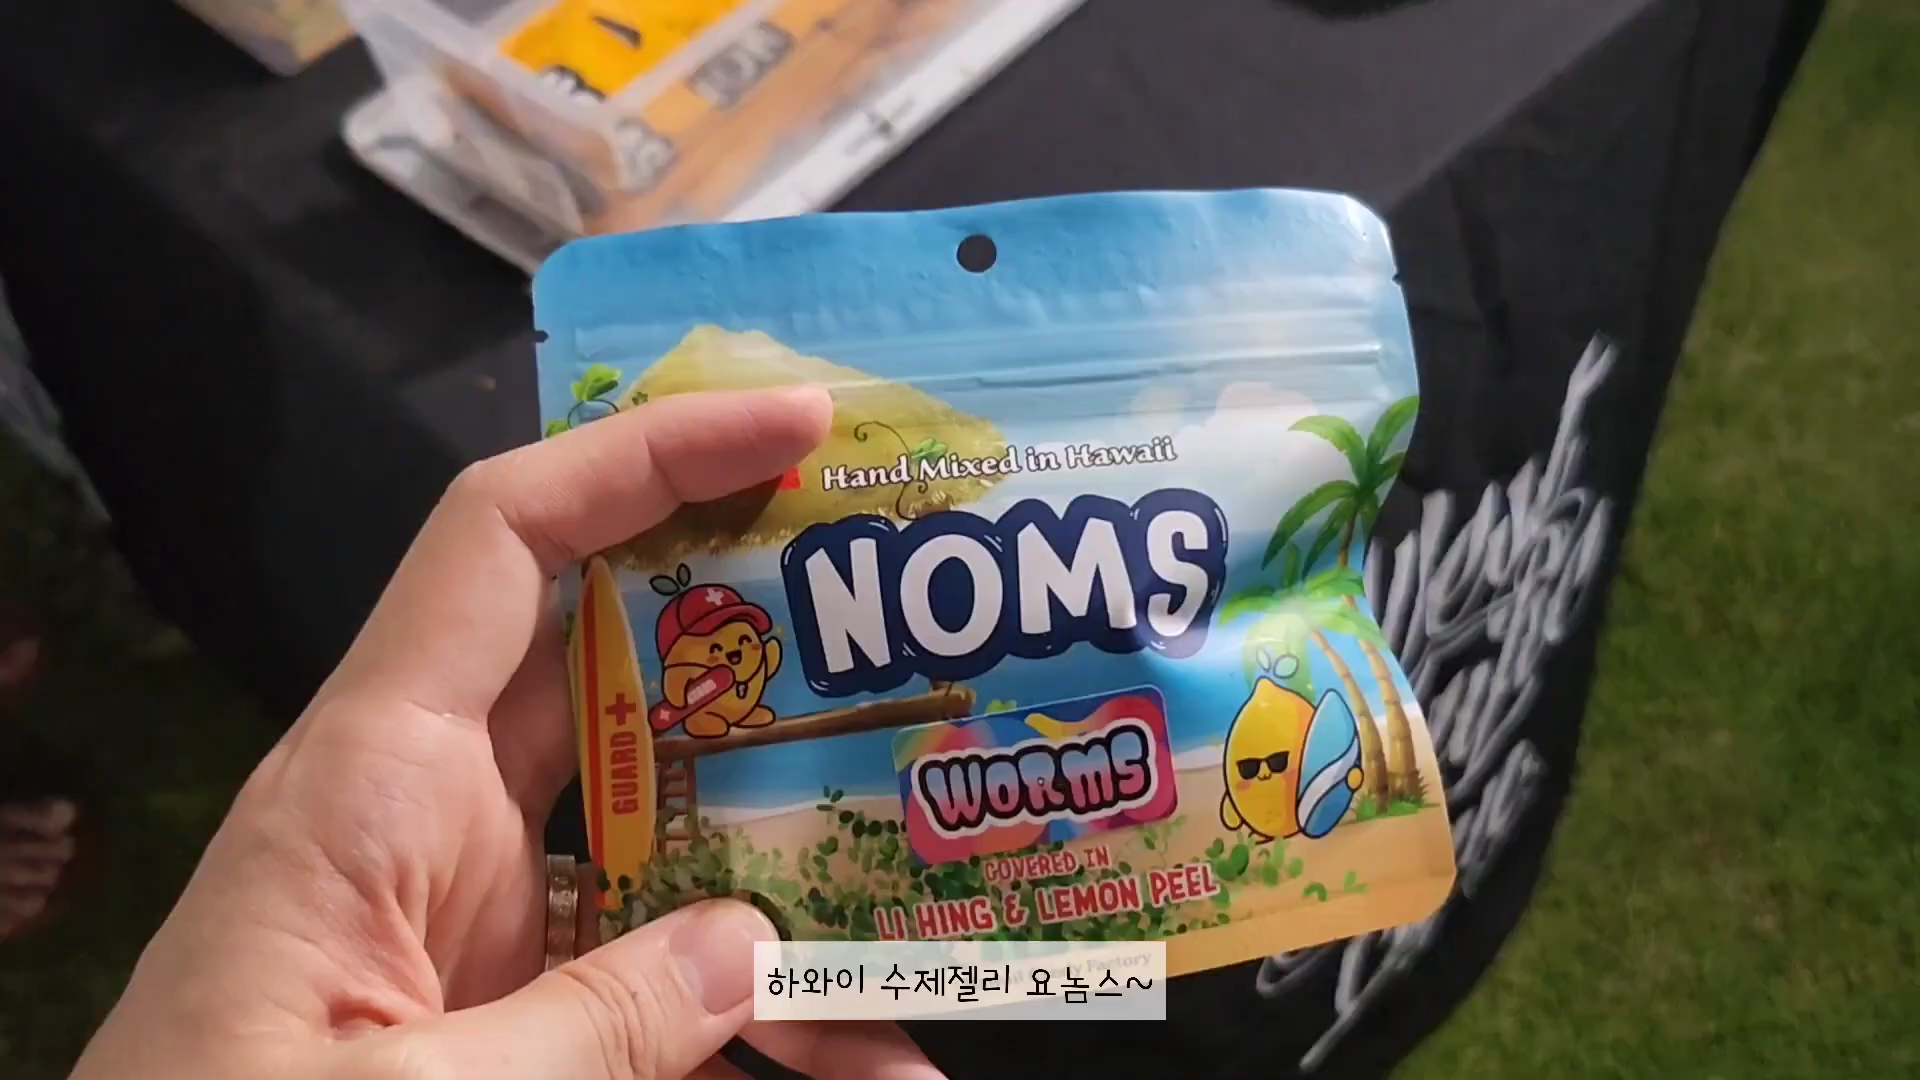 Hand Mixed in Hawaii
NOMS
GUARD
WORMS
COVERED IN
LI HING & LEMON PEEL
Factory
하와이 수제젤리 요놈스~